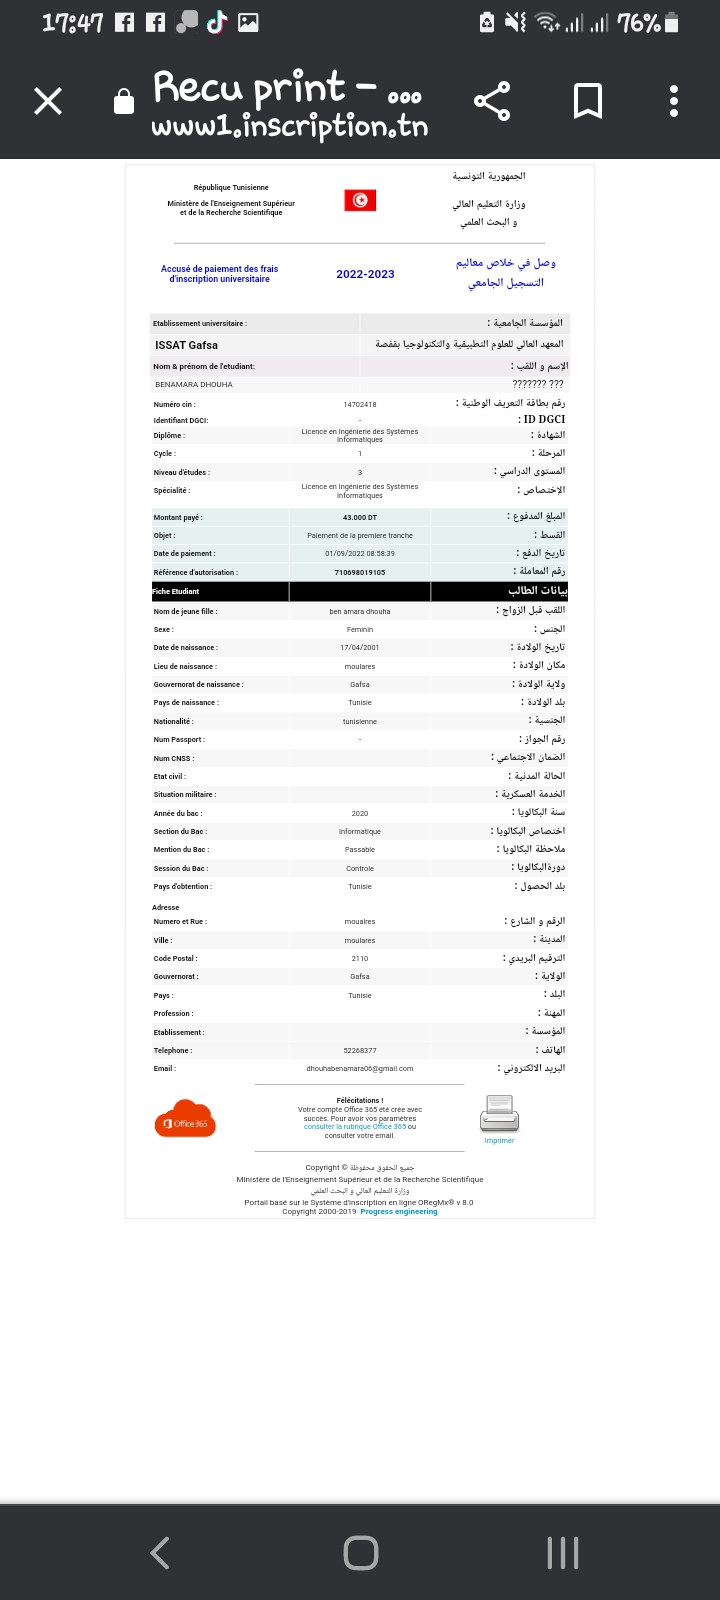 17:47
76%
Recu print – ...
www1.inscription.tn
République Tunisienne
الجمهورية التونسية
Ministère de l'Enseignement Supérieur
et de la Recherche Scientifique
وزارة التعليم العالي
و البحث العلمي
Accusé de paiement des frais
d'inscription universitaire
2022-2023
وصل في خلاص معاليم
التسجيل الجامعي
Etablissement universitaire : المؤسسة الجامعية :
ISSAT Gafsa المعهد العالي للعلوم التطبيقية والتكنولوجيا بقفصة
Nom & prénom de l'etudiant: الإسم و اللقب :
BENAMARA DHOUHA ??? ???????
Numéro cin : 14702418 رقم بطاقة التعريف الوطنية :
Identifiant DGCI: - ID DGCI :
Diplôme : Licence en Ingénierie des Systèmes Informatiques الشهادة :
Cycle : 1 المرحلة :
Niveau d'études : 3 المستوى الدراسي :
Spécialité : Licence en Ingénierie des Systèmes Informatiques الإختصاص :
Montant payé : 43.000 DT المبلغ المدفوع :
Objet : Paiement de la premiere tranche القسط :
Date de paiement : 01/09/2022 08:58:39 تاريخ الدفع :
Référence d'autorisation : 710698019105 رقم المعاملة :
Fiche Etudiant بيانات الطالب
Nom de jeune fille : ben amara dhouha اللقب قبل الزواج :
Sexe : Feminin الجنس :
Date de naissance : 17/04/2001 تاريخ الولادة :
Lieu de naissance : moulares مكان الولادة :
Gouvernorat de naissance : Gafsa ولاية الولادة :
Pays de naissance : Tunisie بلد الولادة :
Nationalité : tunisienne الجنسية :
Num Passport : - رقم الجواز :
Num CNSS : الضمان الاجتماعي :
Etat civil : الحالة المدنية :
Situation militaire : الخدمة العسكرية :
Année du bac : 2020 سنة البكالويا :
Section du Bac : Informatique اختصاص البكالويا :
Mention du Bac : Passable ملاحظة البكالويا :
Session du Bac : Controle دورةالبكالويا :
Pays d'obtention : Tunisie بلد الحصول :
Adresse
Numero et Rue : moualres الرقم و الشارع :
Ville : moulares المدينة :
Code Postal : 2110 الترقيم البريدي :
Gouvernorat : Gafsa الولاية :
Pays : Tunisie البلد :
Profession : المهنة :
Etablissement : المؤسسة :
Telephone : 52268377 الهاتف :
Email : dhouhabenamara06@gmail.com البريد الالكتروني :
Office 365
Félécitations !
Votre compte Office 365 été crée avec
succès. Pour avoir vos paramètres
consulter la rubrique Office 365 ou
consulter votre email.
Imprimer
Copyright © جميع الحقوق محفوظة
Ministère de l'Enseignement Supérieur et de la Recherche Scientifique
وزارة التعليم العالي و البحث العلمي
Portail basé sur le Système d'inscription en ligne ORegMx® v 8.0
Copyright 2000-2019 Progress engineering